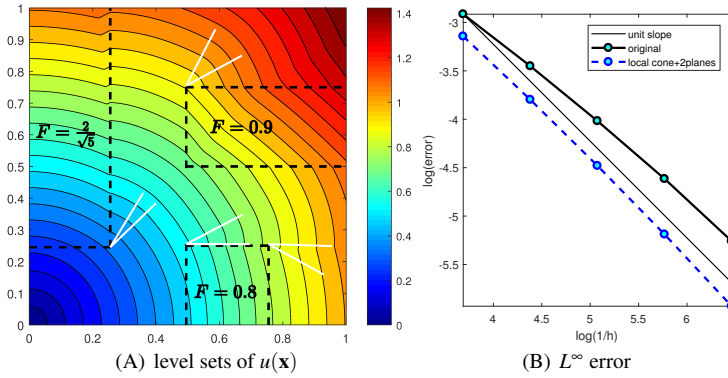 1
0.9
0.8
0.7
0.6
0.5
0.4
0.3
0.2
0.1
0
0 0.2 0.4 0.6 0.8 1
F = 2/√5
F = 0.9
F = 0.8
1.4
1.2
1
0.8
0.6
0.4
0.2
0
(A) level sets of u(x)
log(error)
-3
-3.5
-4
-4.5
-5
-5.5
4 4.5 5 5.5 6
log(1/h)
unit slope
original
local cone+2planes
(B) L∞ error